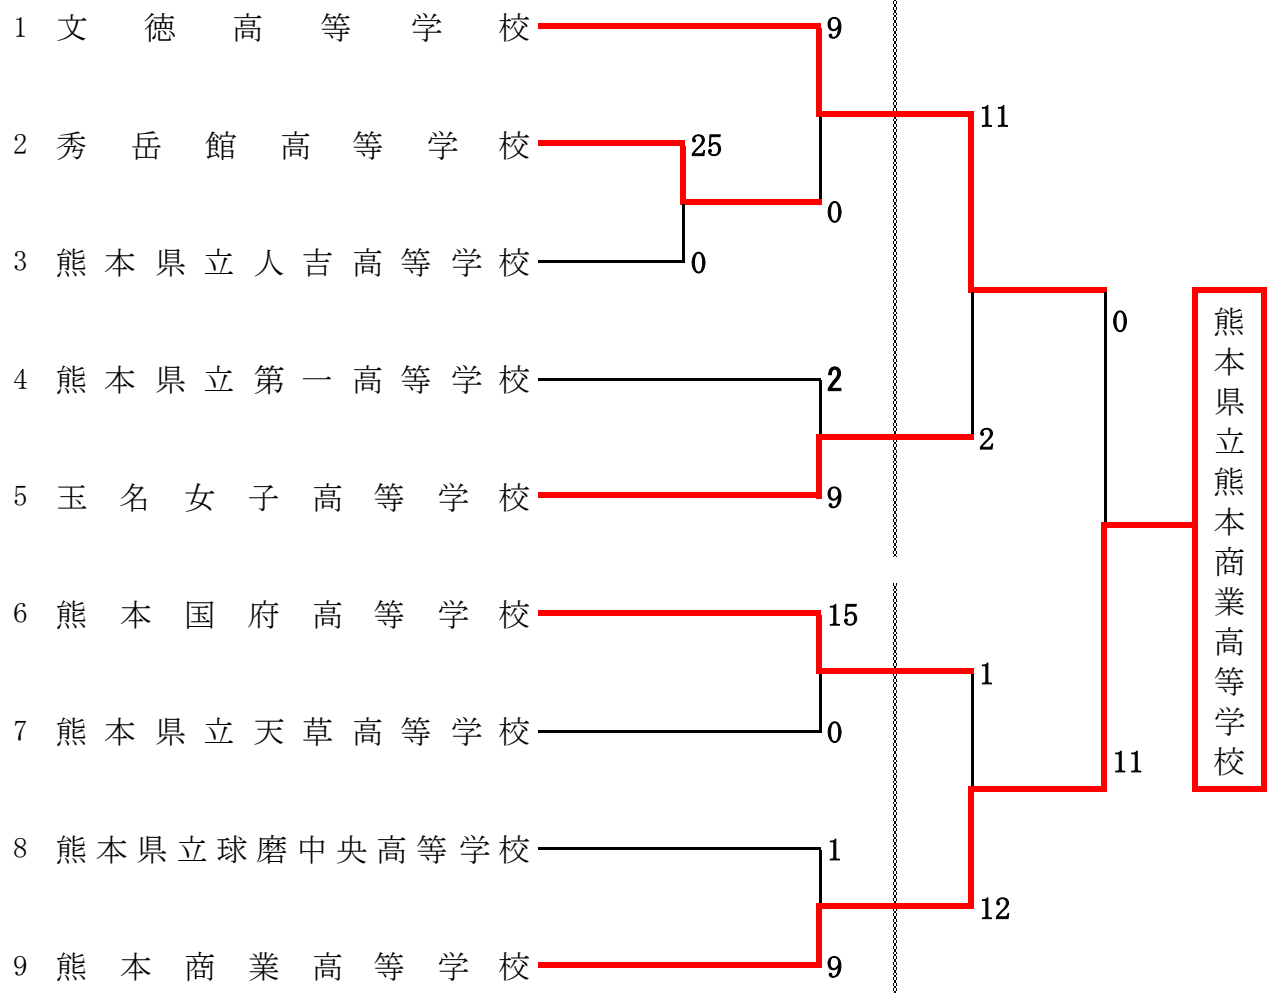 1 文徳高等学校 9
11
2 秀岳館高等学校 25
0
3 熊本県立人吉高等学校 0
0
4 熊本県立第一高等学校 2
2
5 玉名女子高等学校 9
6 熊本国府高等学校 15
1
7 熊本県立天草高等学校 0
11
8 熊本県立球磨中央高等学校 1
12
9 熊本商業高等学校 9
熊本県立熊本商業高等学校